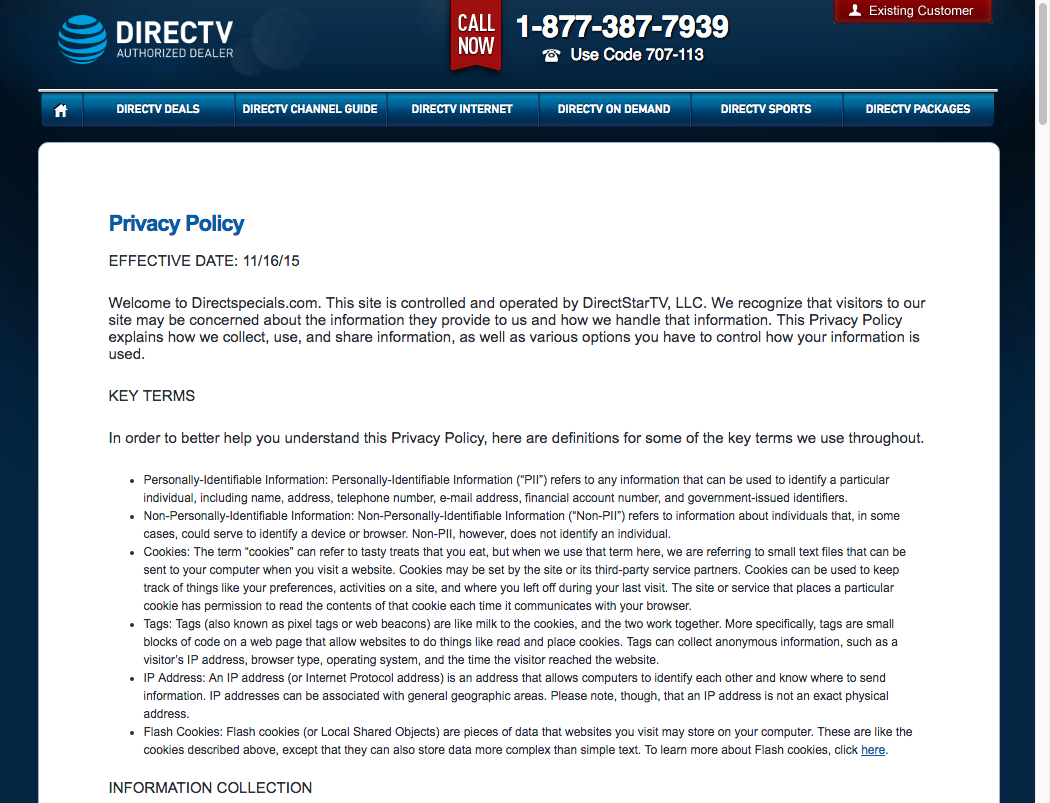 DIRECTV
AUTHORIZED DEALER
CALL
NOW
1-877-387-7939
Use Code 707-113
Existing Customer
DIRECTV DEALS
DIRECTV CHANNEL GUIDE
DIRECTV INTERNET
DIRECTV ON DEMAND
DIRECTV SPORTS
DIRECTV PACKAGES
Privacy Policy
EFFECTIVE DATE: 11/16/15
Welcome to Directspecials.com. This site is controlled and operated by DirectStarTV, LLC. We recognize that visitors to our
site may be concerned about the information they provide to us and how we handle that information. This Privacy Policy
explains how we collect, use, and share information, as well as various options you have to control how your information is
used.
KEY TERMS
In order to better help you understand this Privacy Policy, here are definitions for some of the key terms we use throughout.
• Personally-Identifiable Information: Personally-Identifiable Information (“PII”) refers to any information that can be used to identify a particular
individual, including name, address, telephone number, e-mail address, financial account number, and government-issued identifiers.
• Non-Personally-Identifiable Information: Non-Personally-Identifiable Information (“Non-PII”) refers to information about individuals that, in some
cases, could serve to identify a device or browser. Non-PII, however, does not identify an individual.
• Cookies: The term “cookies” can refer to tasty treats that you eat, but when we use that term here, we are referring to small text files that can be
sent to your computer when you visit a website. Cookies may be set by the site or its third-party service partners. Cookies can be used to keep
track of things like your preferences, activities on a site, and where you left off during your last visit. The site or service that places a particular
cookie has permission to read the contents of that cookie each time it communicates with your browser.
• Tags: Tags (also known as pixel tags or web beacons) are like milk to the cookies, and the two work together. More specifically, tags are small
blocks of code on a web page that allow websites to do things like read and place cookies. Tags can collect anonymous information, such as a
visitor’s IP address, browser type, operating system, and the time the visitor reached the website.
• IP Address: An IP address (or Internet Protocol address) is an address that allows computers to identify each other and know where to send
information. IP addresses can be associated with general geographic areas. Please note, though, that an IP address is not an exact physical
address.
• Flash Cookies: Flash cookies (or Local Shared Objects) are pieces of data that websites you visit may store on your computer. These are like the
cookies described above, except that they can also store data more complex than simple text. To learn more about Flash cookies, click here.
INFORMATION COLLECTION